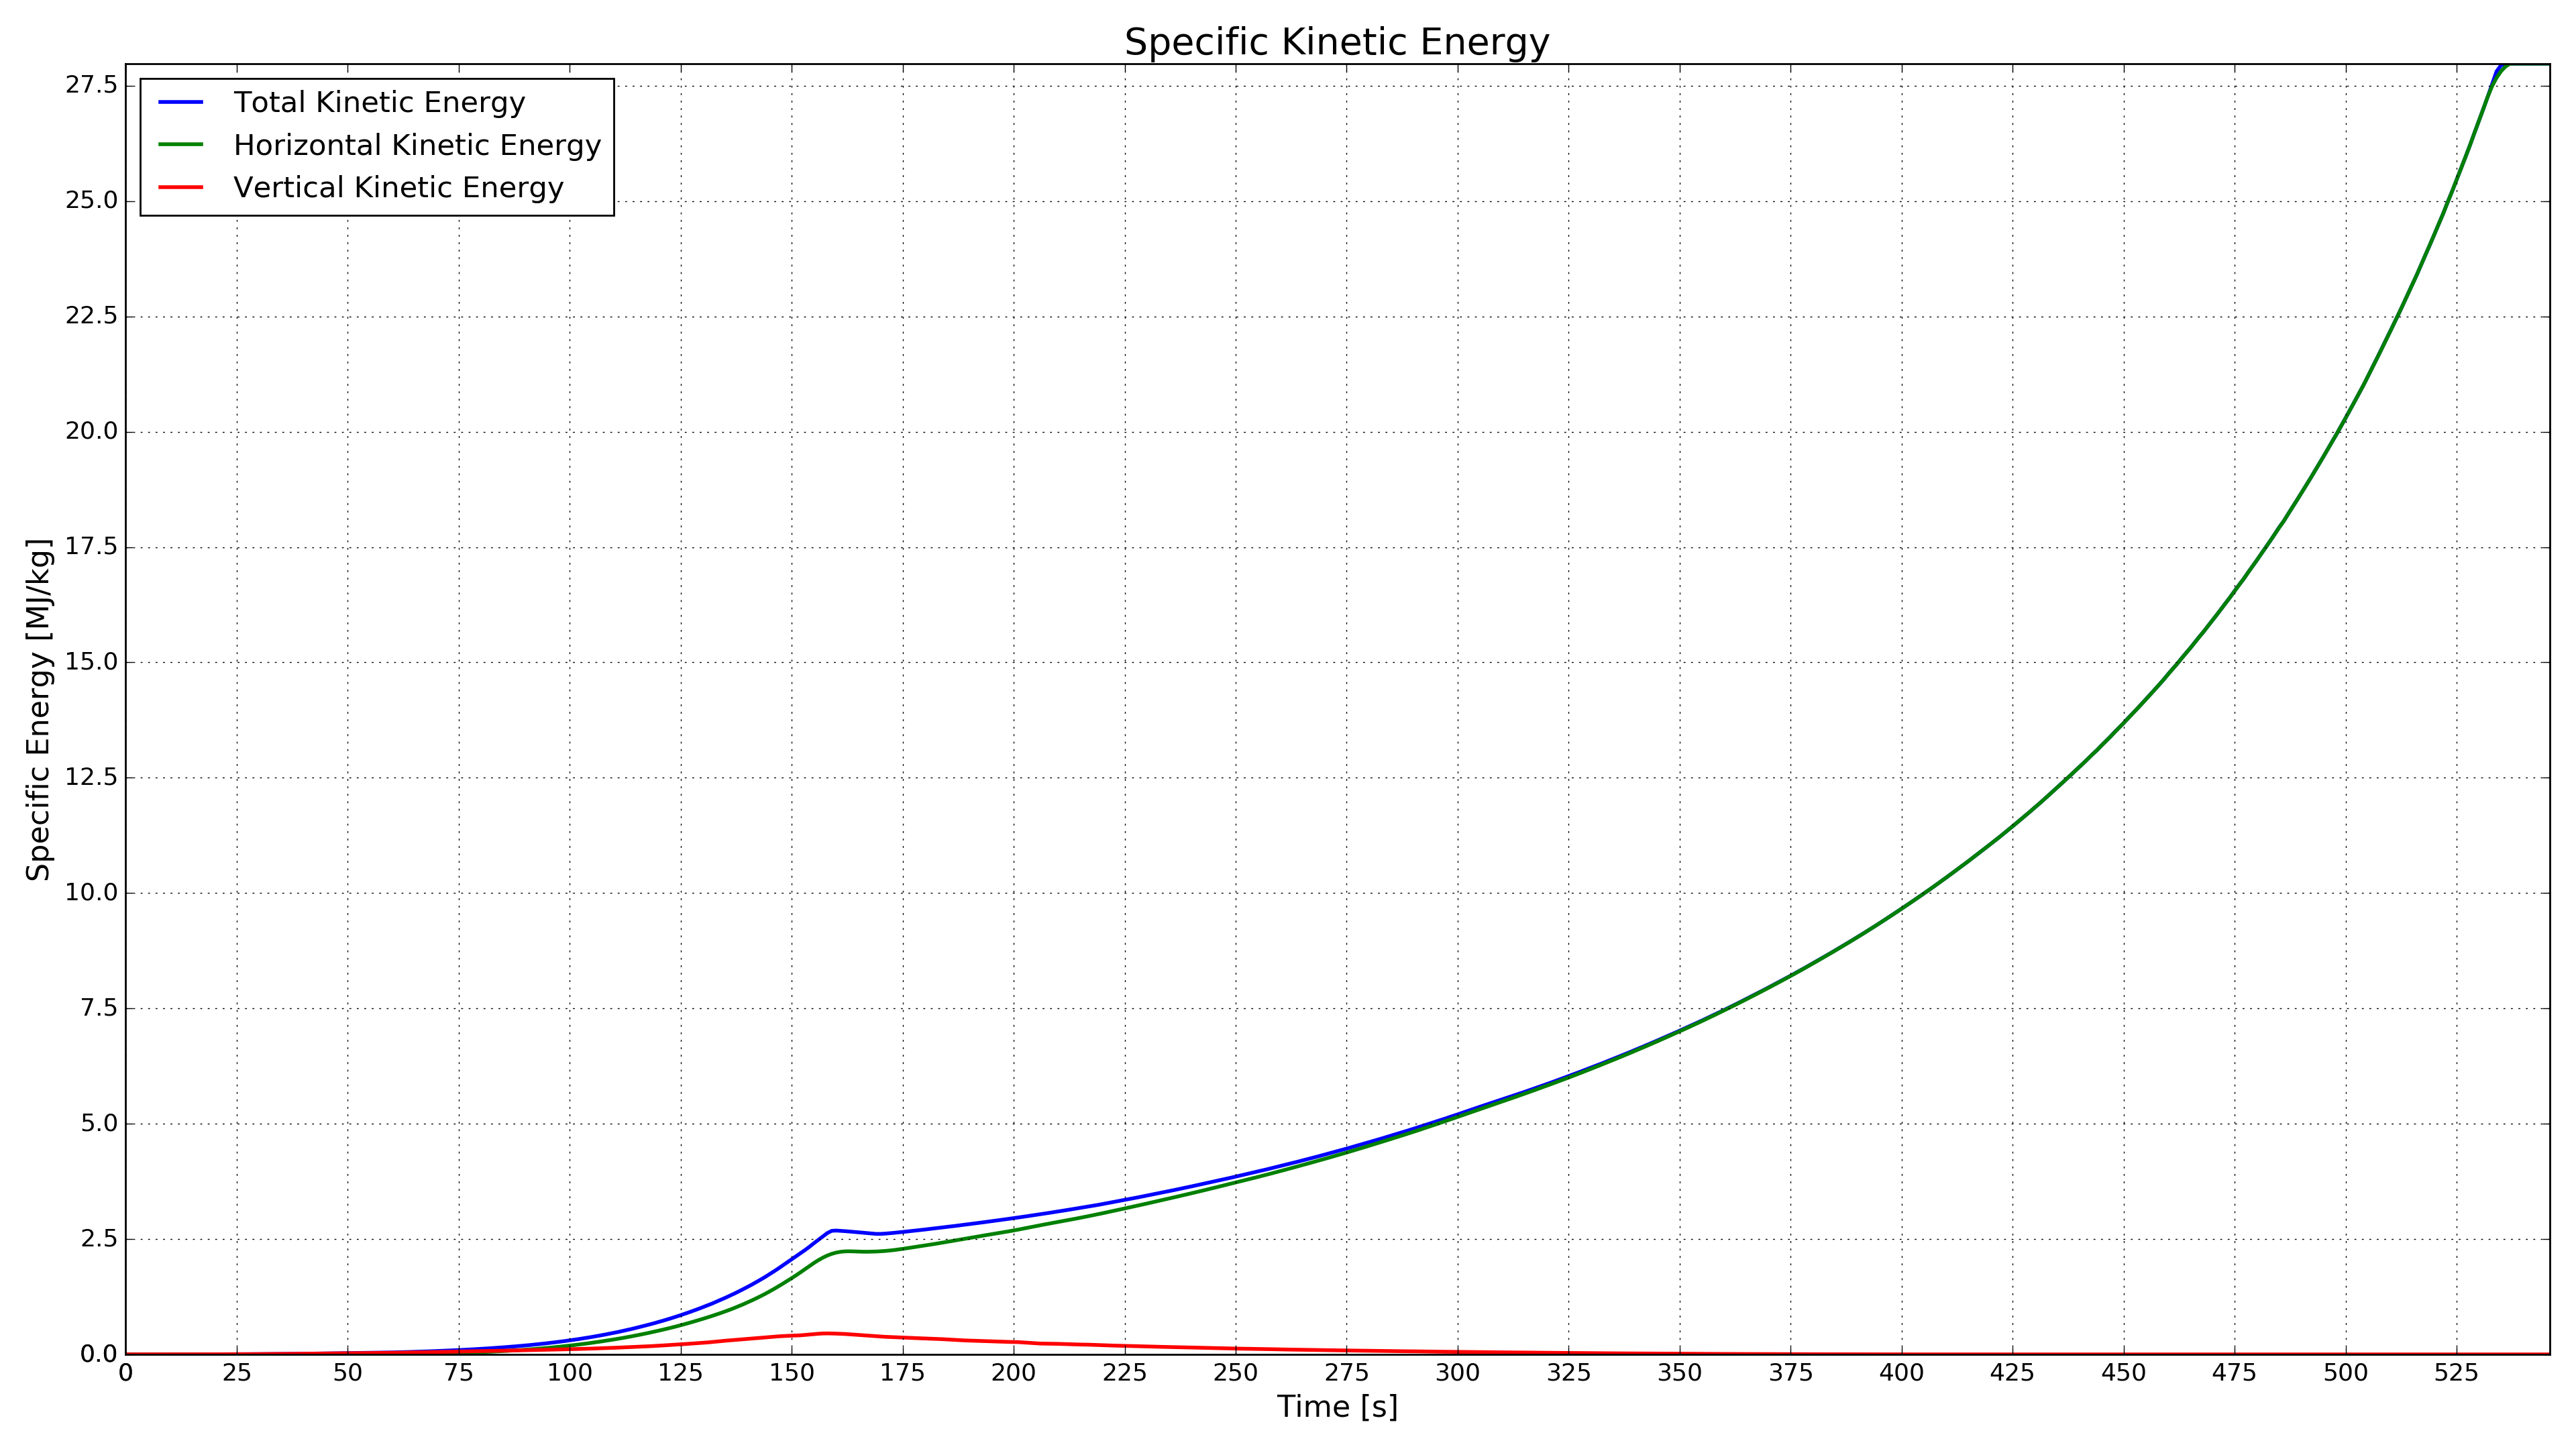 Specific Kinetic Energy
Total Kinetic Energy
Horizontal Kinetic Energy
Vertical Kinetic Energy
Specific Energy [MJ/kg]
27.5
25.0
22.5
20.0
17.5
15.0
12.5
10.0
7.5
5.0
2.5
0.0
0 25 50 75 100 125 150 175 200 225 250 275 300 325 350 375 400 425 450 475 500 525
Time [s]